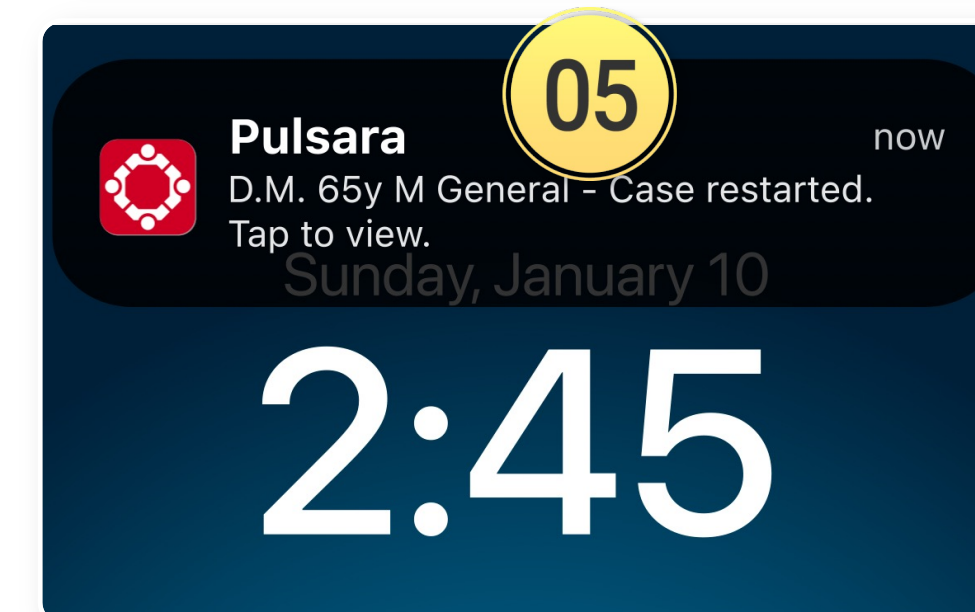 05
Pulsara
now
D.M. 65y M General - Case restarted.
Tap to view.
Sunday, January 10
2:45